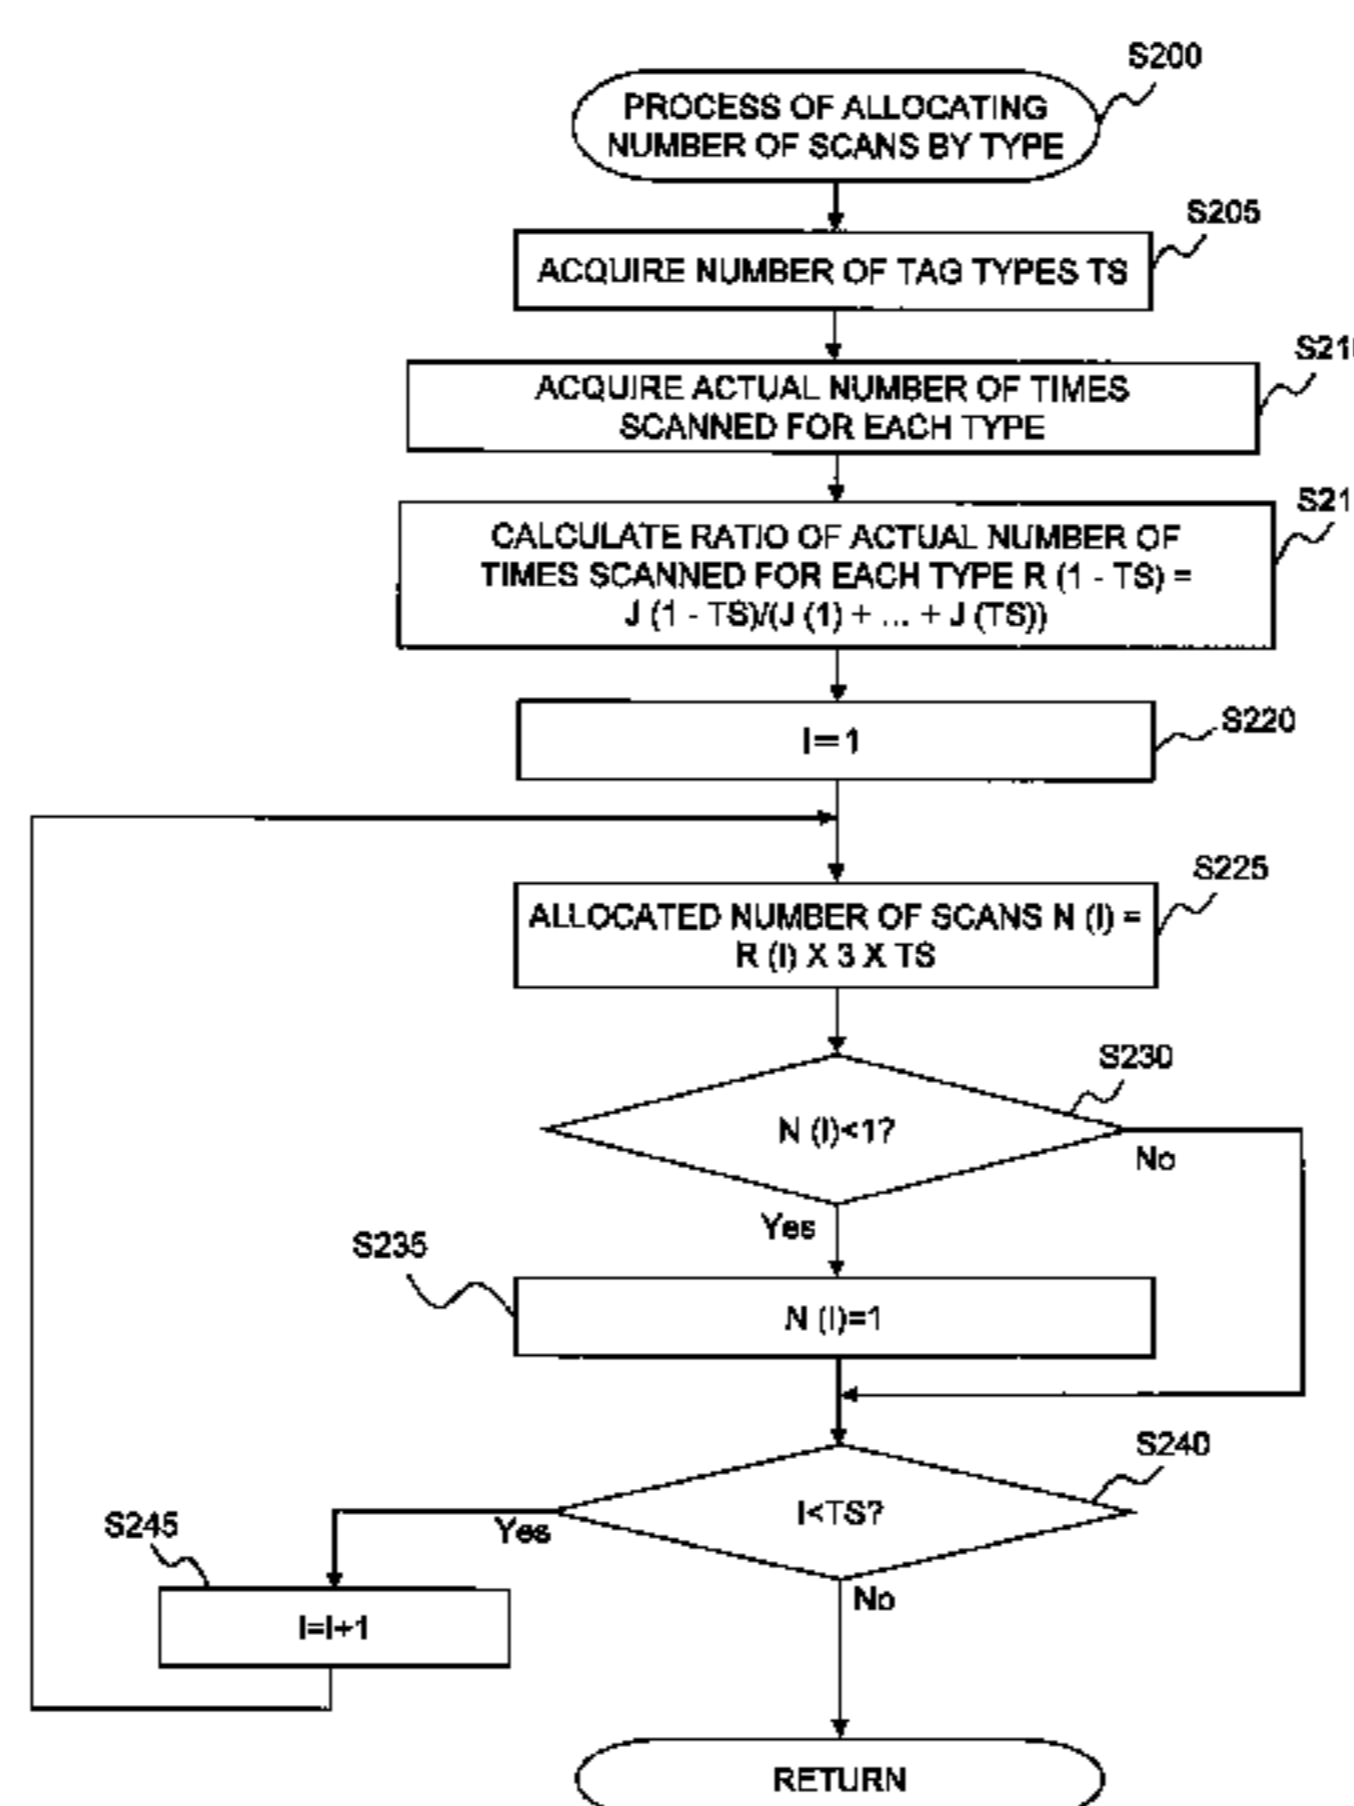 S200
PROCESS OF ALLOCATING
NUMBER OF SCANS BY TYPE
S205
ACQUIRE NUMBER OF TAG TYPES TS
ACQUIRE ACTUAL NUMBER OF TIMES
SCANNED FOR EACH TYPE
CALCULATE RATIO OF ACTUAL NUMBER OF
TIMES SCANNED FOR EACH TYPE R (1 - TS) =
J (1 - TS)/(J (1) + ... + J (TS))
S220
I=1
S225
ALLOCATED NUMBER OF SCANS N (I) =
R (I) X 3 X TS
S230
N (I)<1?
No
Yes
S235
N (I)=1
S240
I<TS?
Yes
S245
No
I=I+1
RETURN